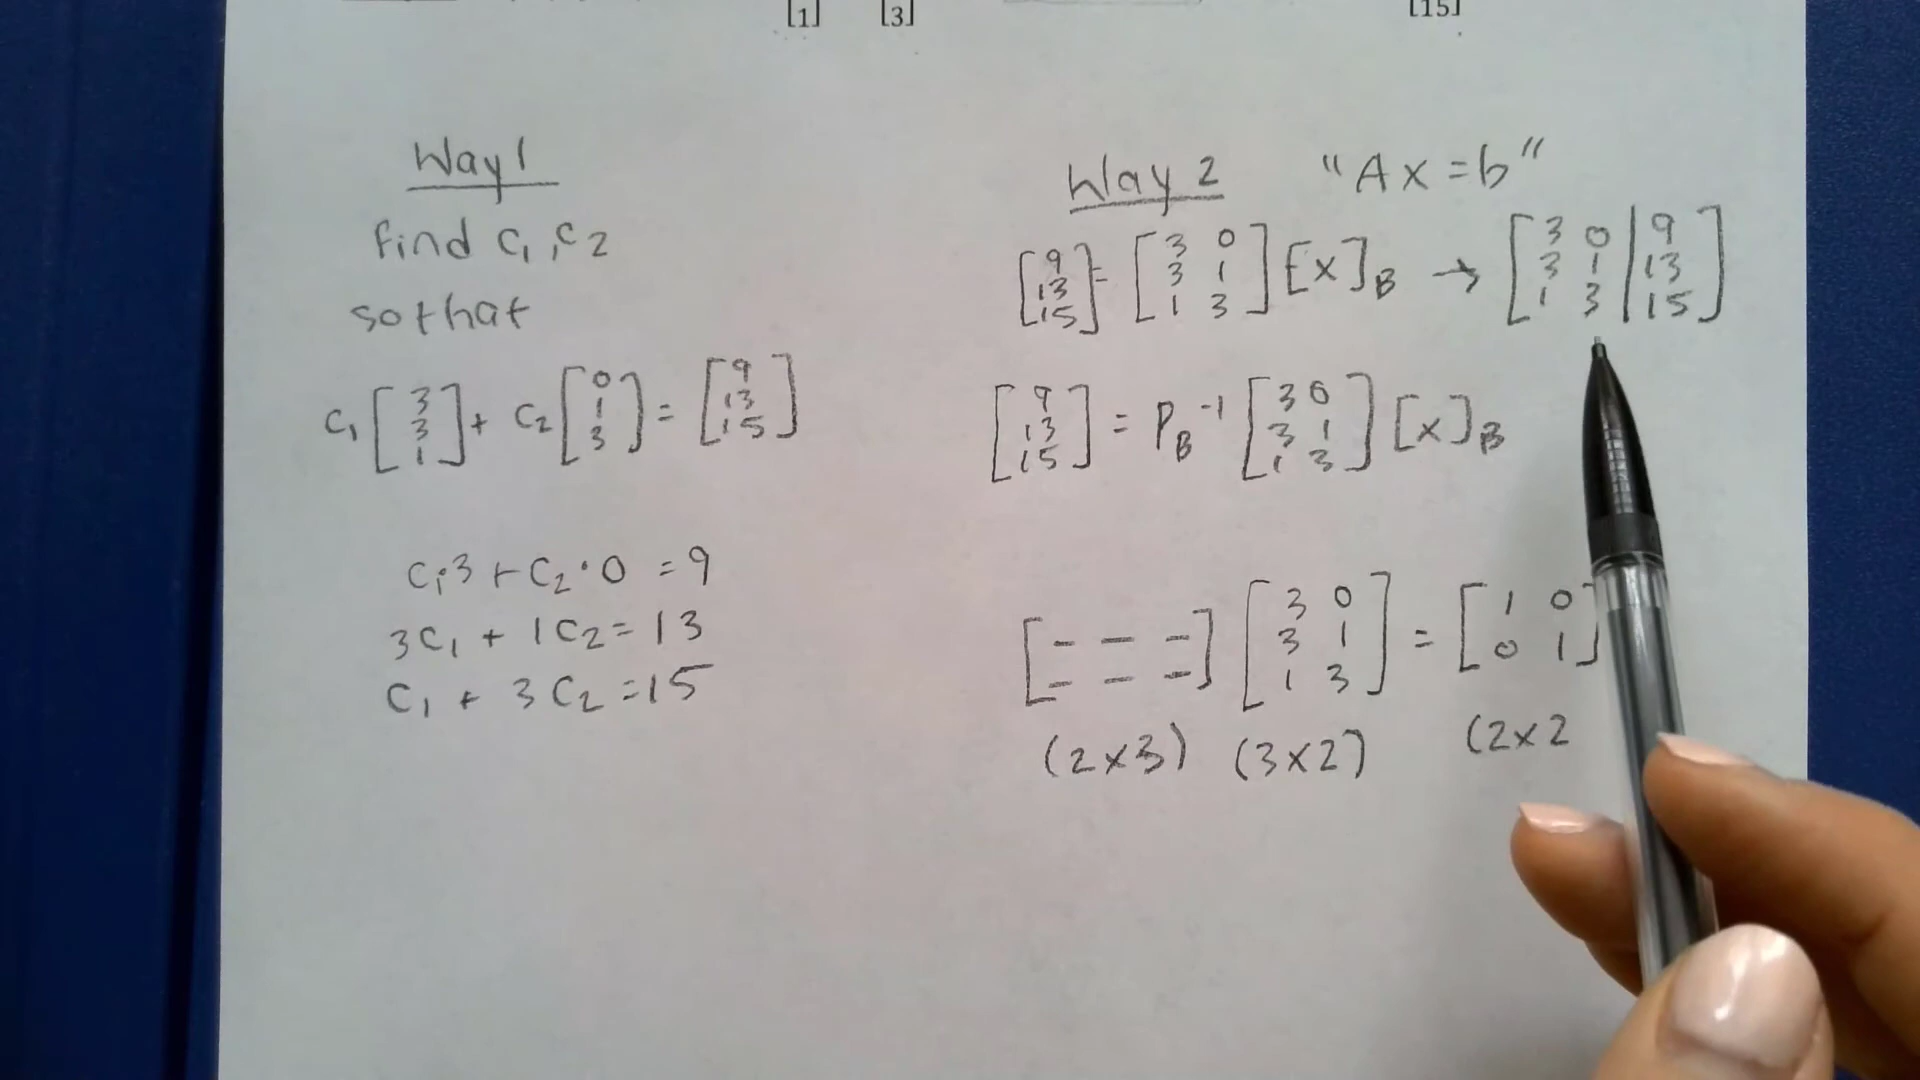 [1] [3] [15]
Way 1
find c₁, c₂
so that
c₁ [3 3 1] + c₂ [0 1 3] = [9 13 15]
c₁·3 + c₂·0 = 9
3c₁ + 1c₂ = 13
c₁ + 3c₂ = 15
Way 2 "Ax = b"
[9 13 15] = [3 0
3 1
1 3] [x]_B → [3 0 | 9
3 1 | 13
1 3 | 15]
[9 13 15] = P_B⁻¹ [3 0
3 1
1 3] [x]_B
[– – –
– – –] [3 0
3 1
1 3] = [1 0
0 1]
(2×3) (3×2) (2×2